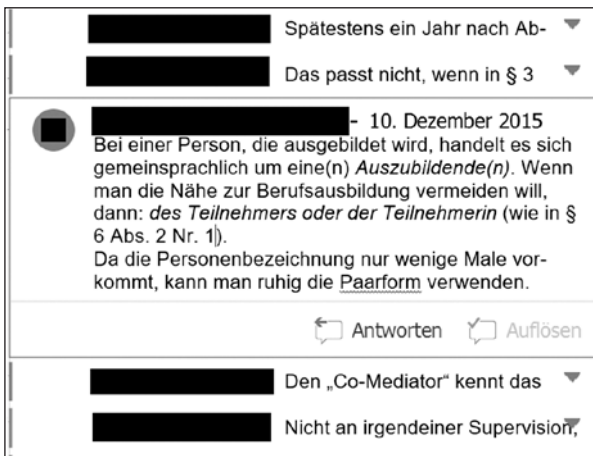 Spätestens ein Jahr nach Ab-
Das passt nicht, wenn in § 3
- 10. Dezember 2015
Bei einer Person, die ausgebildet wird, handelt es sich
gemeinsprachlich um eine(n) Auszubildende(n). Wenn
man die Nähe zur Berufsausbildung vermeiden will,
dann: des Teilnehmers oder der Teilnehmerin (wie in §
6 Abs. 2 Nr. 1).
Da die Personenbezeichnung nur wenige Male vor-
kommt, kann man ruhig die Paarform verwenden.
Antworten Auflösen
Den „Co-Mediator“ kennt das
Nicht an irgendeiner Supervision,